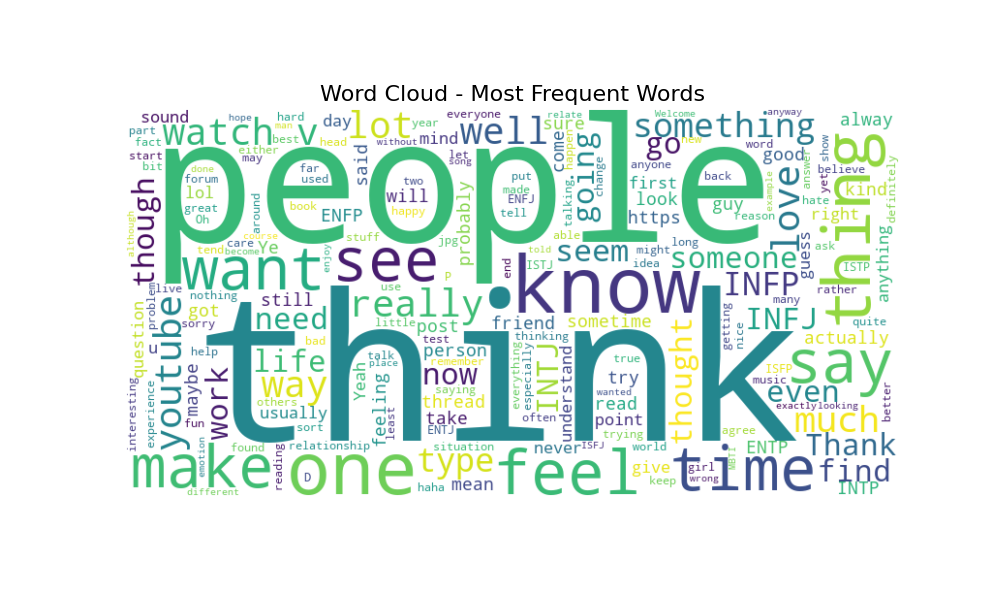 Word Cloud - Most Frequent Words
sound part hope hard man everyone relate Welcome anyway
fact watch v best head day lot year without mind well sure something new alway
start either said let song come happen going go word good show
bit may people anyone answer yet believe
though done far used two put back love thing
forum book will made ENFJ change first look guy example hate kind
lol great happy tell talking https reason right definitely
Oh around ENFP probably able
although tend care Ye coarse stuff jpg told seem might long someone guess ask anything
want become enjoy see P end ISTJ know idea INFP ISTP
live nothing use many rather
problem still really little friend sometime INFJ quite
youtube got need post thinking getting nice actually
question sorry bad test
u help life Yeah talk place person remember everything especially understand true thought think say
interesting maybe work way feeling now saying INTJ try wanted ISFP music even
experience others least thread often read exactly looking better
fun usually take point much
sort ENTJ trying agree
emotion found relationship situation never ISFJ world ENTP Thank
make reading one D type feel give girl MBTI time find
different haha mean keep wrong INTP